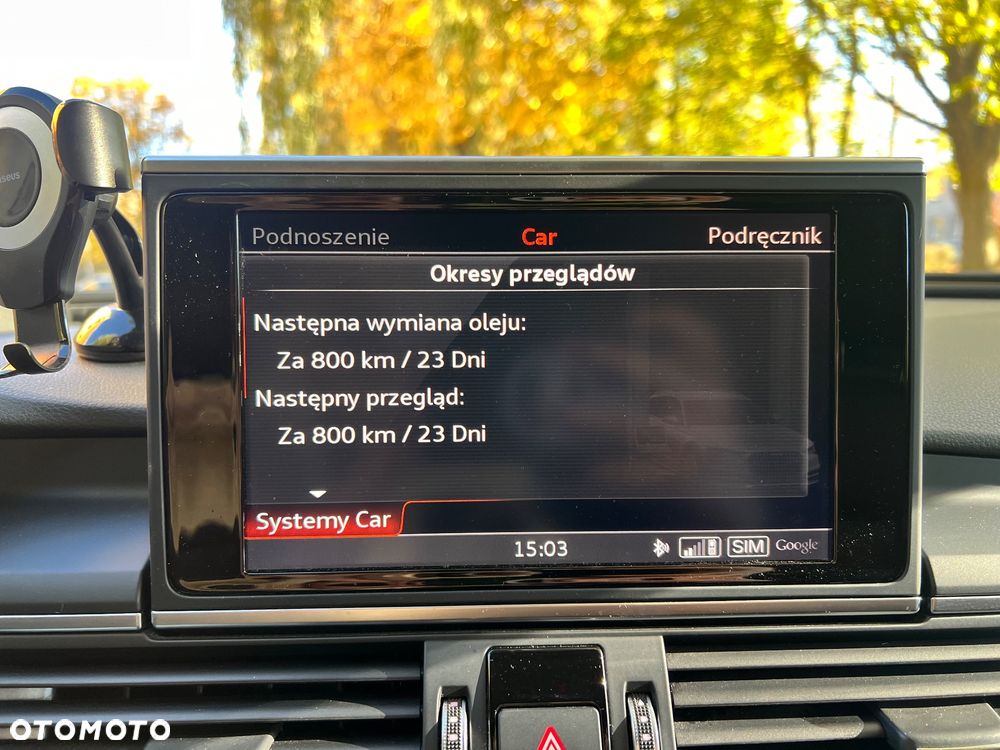 Podnoszenie Car Podręcznik
Okresy przeglądów
Następna wymiana oleju:
Za 800 km / 23 Dni
Następny przegląd:
Za 800 km / 23 Dni
Systemy Car
15:03 SIM Google
OTOMOTO